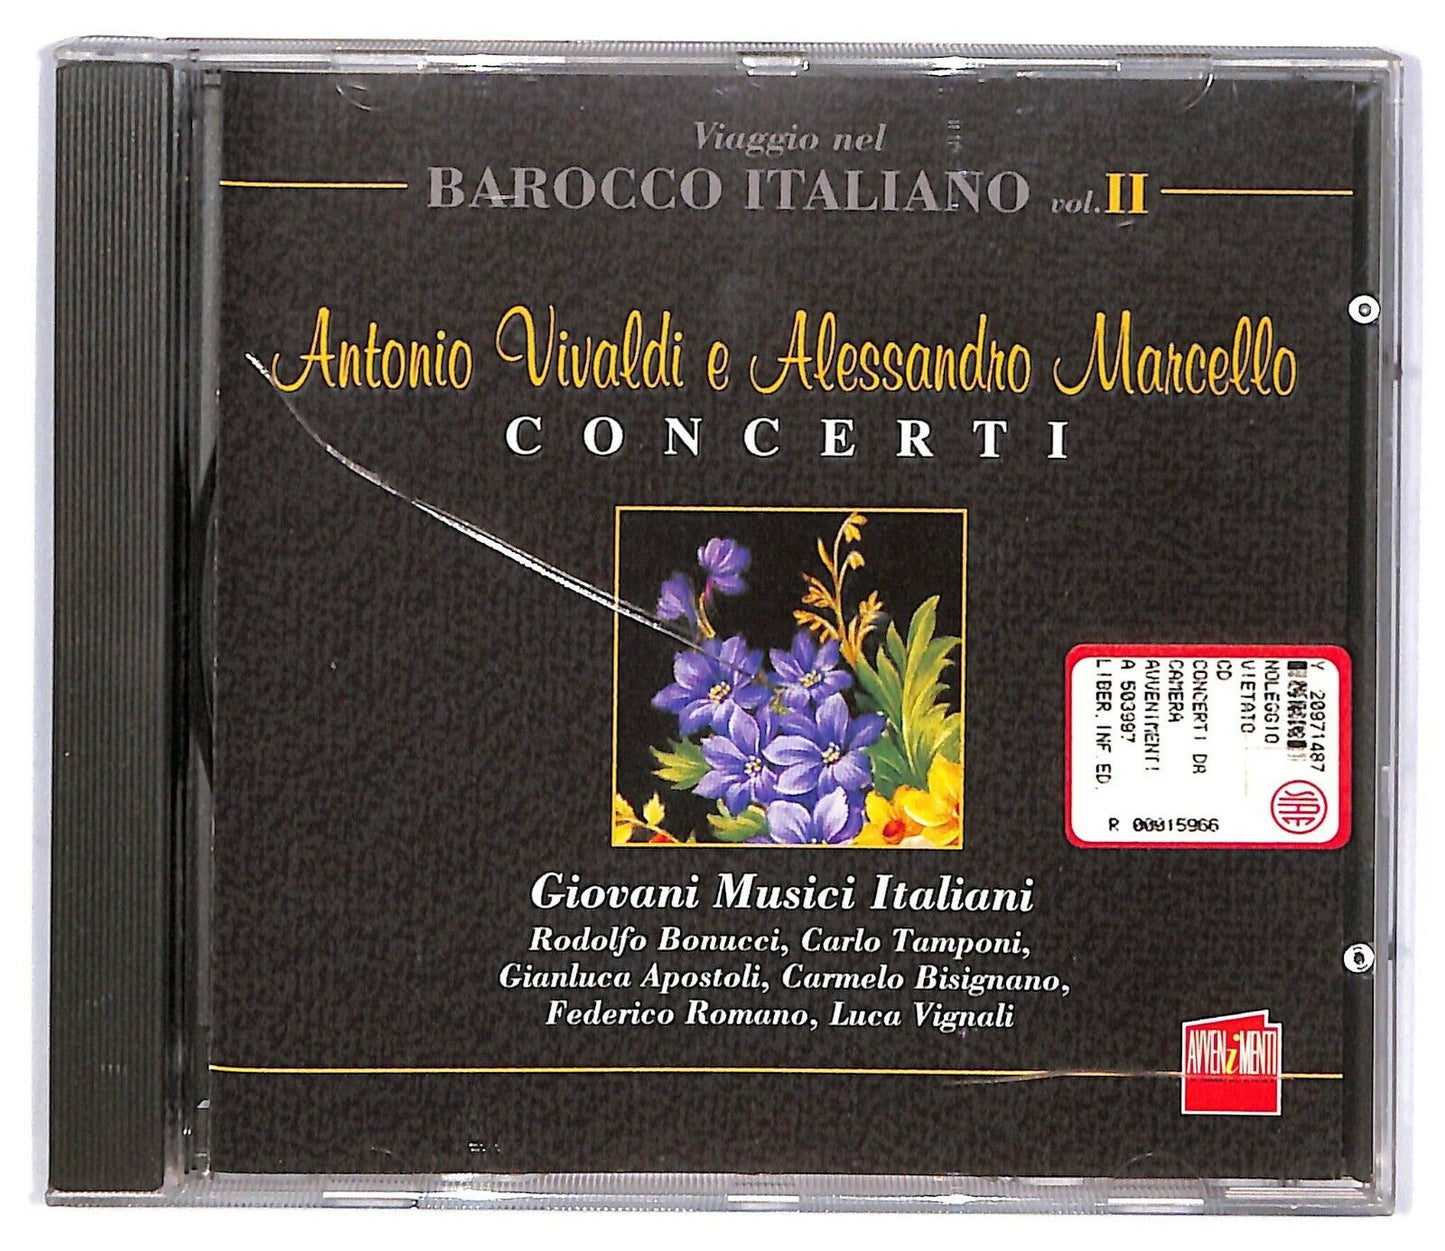 Viaggio nel
BAROCCO ITALIANO vol. II
Antonio Vivaldi e Alessandro Marcello
CONCERTI
Y 20971487
NOLEGGIO
VIETATO
CD
CONCERTI DA
CAMERA
AVVENIMENTI
A 503997
LIBER. INF. ED.
R 00015966
SIAE
Giovani Musici Italiani
Rodolfo Bonucci, Carlo Tamponi,
Gianluca Apostoli, Carmelo Bisignano,
Federico Romano, Luca Vignali
AVVENiMENTI